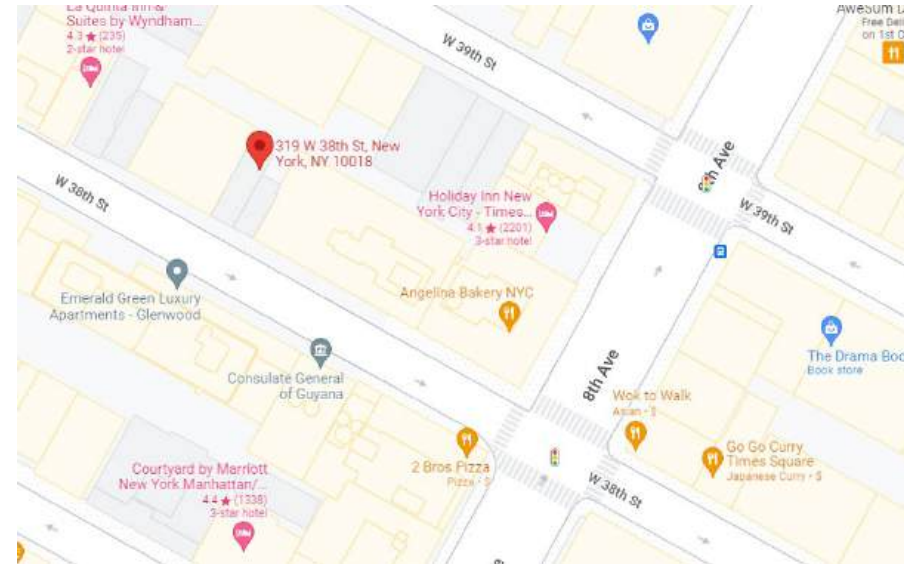 La Quinta Inn &
Suites by Wyndham...
4.3 ★ (235)
2-star hotel
AweSum D
Free Deli
on 1st O
W 39th St
319 W 38th St, New
York, NY 10018
8th Ave
W 38th St
Holiday Inn New
York City - Times...
4.1 ★ (2201)
3-star hotel
W 39th St
Emerald Green Luxury
Apartments - Glenwood
Angelina Bakery NYC
The Drama Boo
Book store
Consulate General
of Guyana
8th Ave
Wok to Walk
Asian · $
2 Bros Pizza
Pizza · $
Go Go Curry
Times Square
Japanese Curry · $
Courtyard by Marriott
New York Manhattan/...
4.4 ★ (1338)
3-star hotel
W 38th St